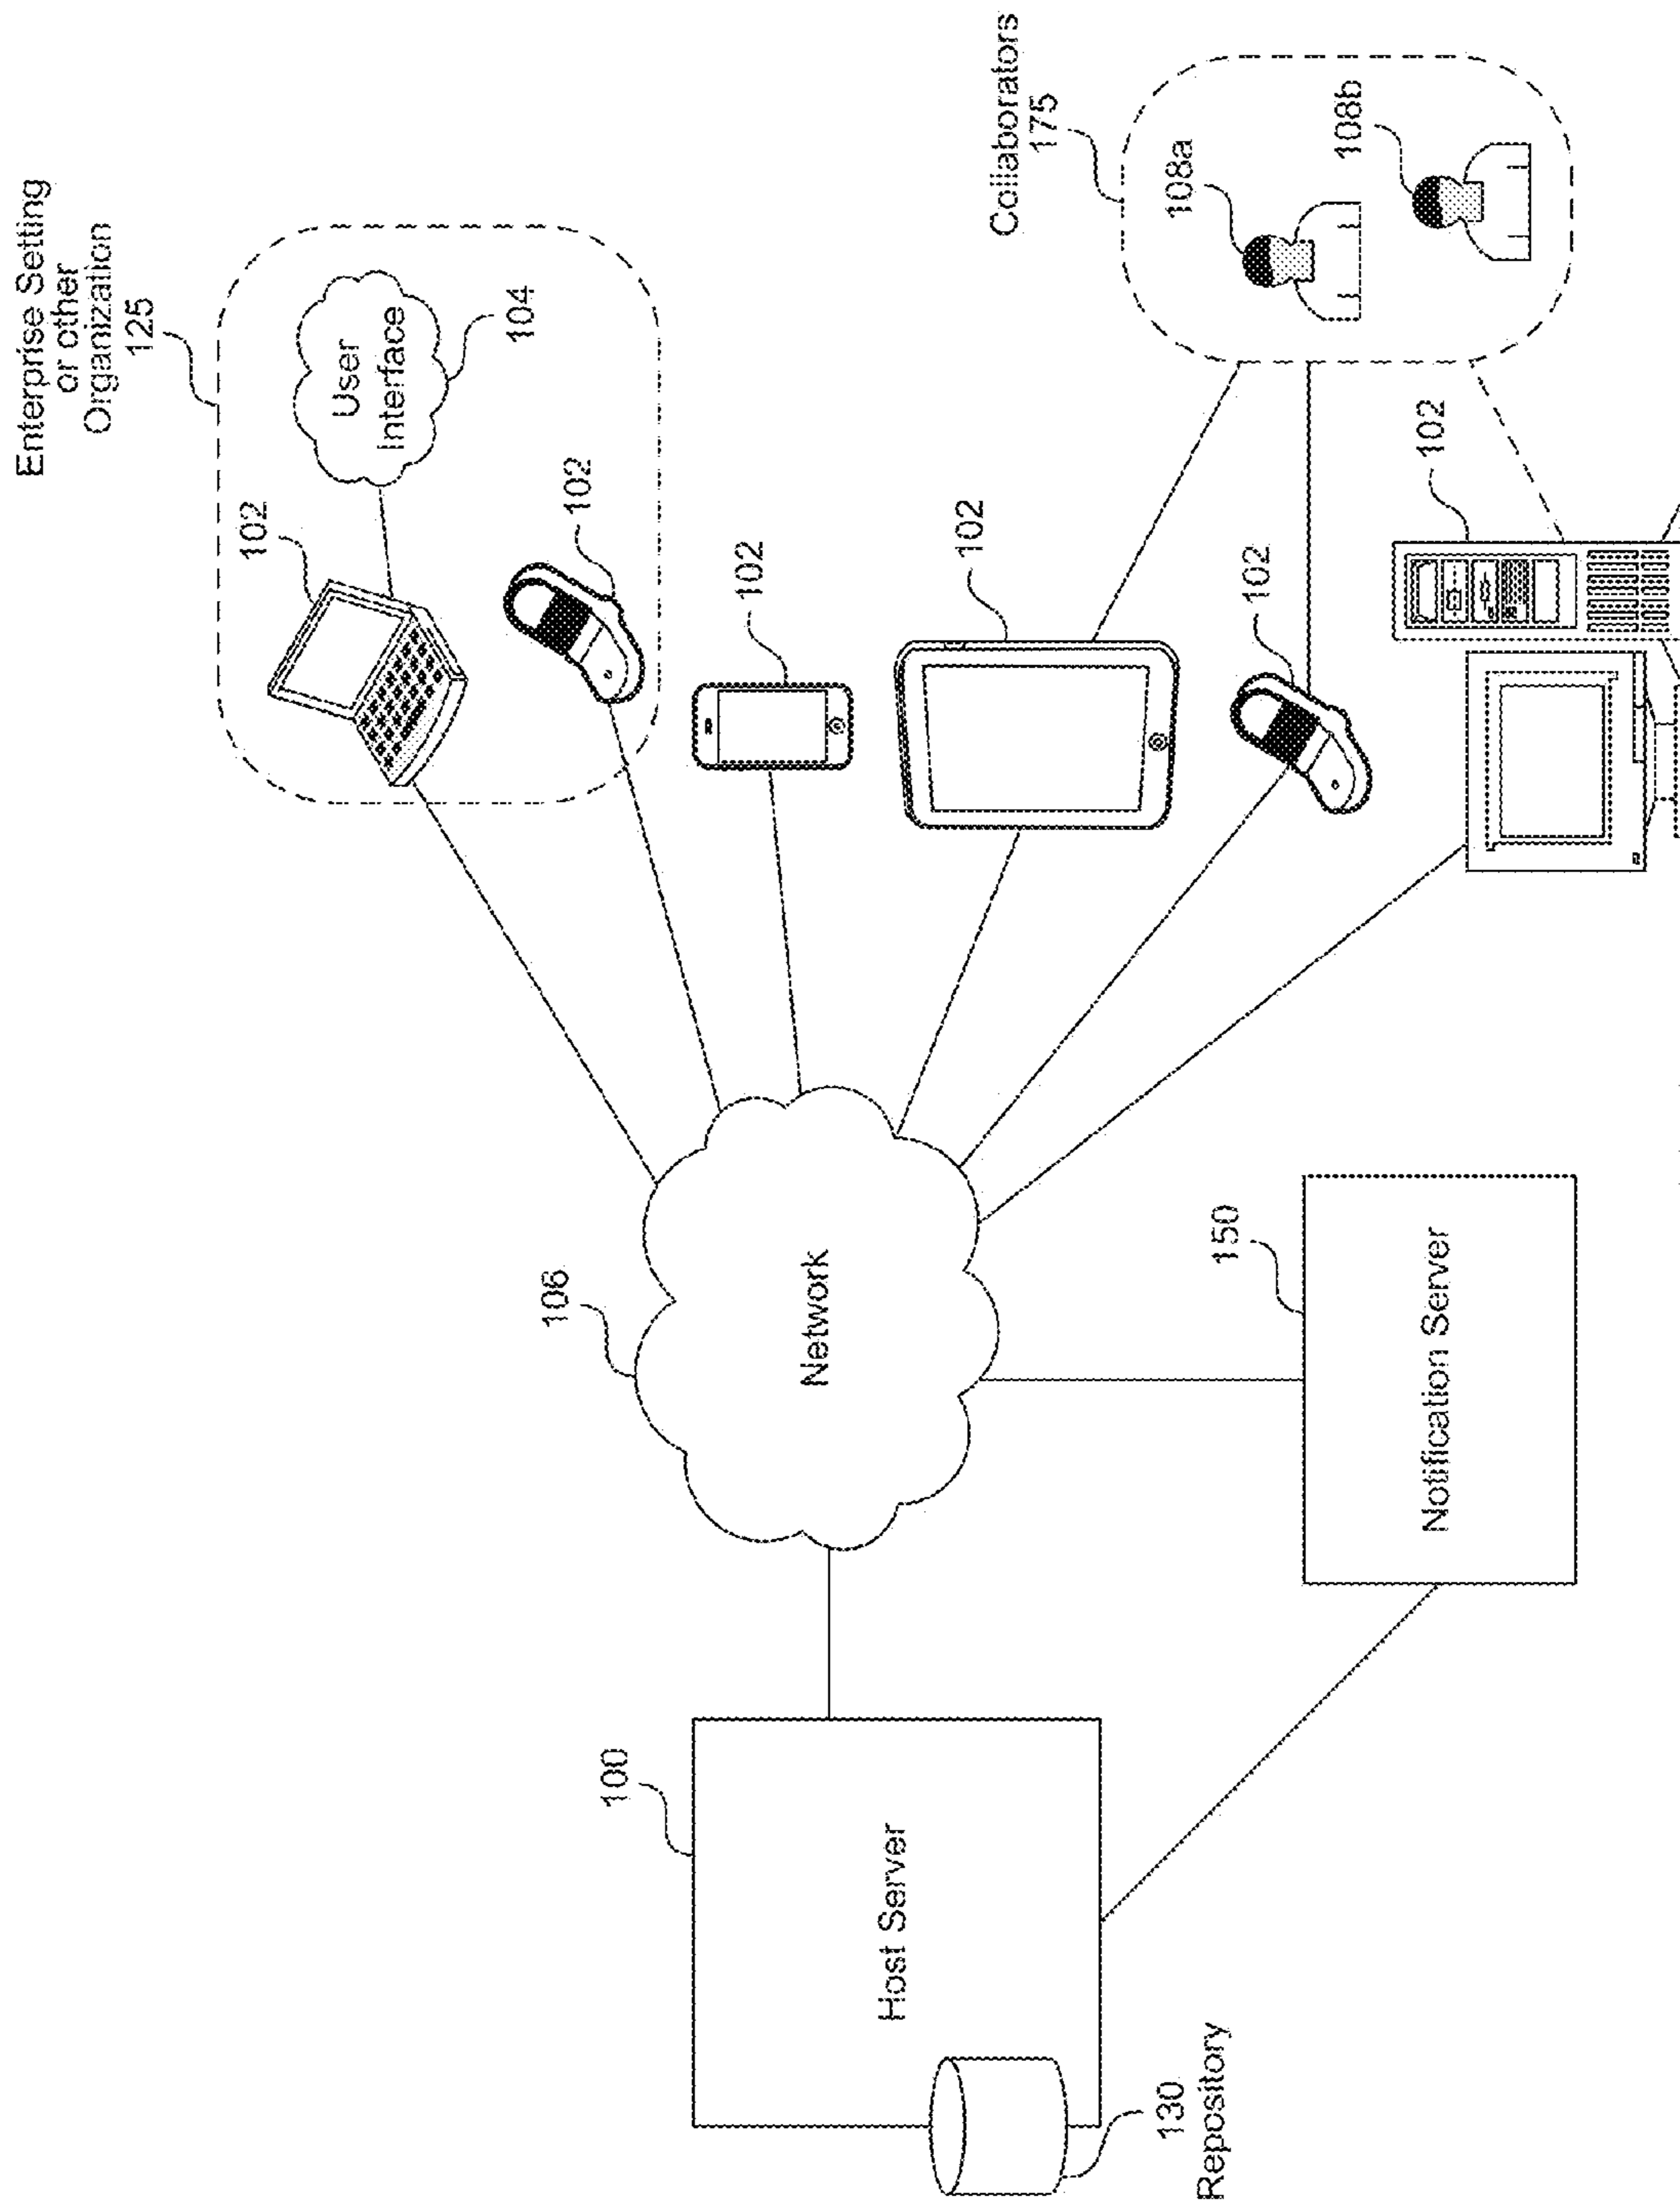 Enterprise Setting
or other
Organization
125
102
User
Interface
104
102
102
102
102
102
Collaborators
175
108a
108b
106
Network
100
Host Server
130
Repository
150
Notification Server